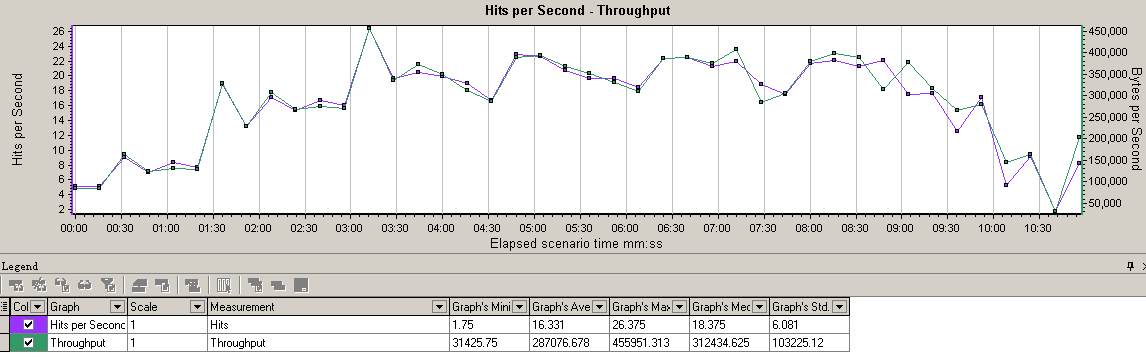 Hits per Second - Throughput
26
24
22
20
18
16
14
12
10
8
6
4
2
Hits per Second
450,000
400,000
350,000
300,000
250,000
200,000
150,000
100,000
50,000
Bytes per Second
00:00 00:30 01:00 01:30 02:00 02:30 03:00 03:30 04:00 04:30 05:00 05:30 06:00 06:30 07:00 07:30 08:00 08:30 09:00 09:30 10:00 10:30
Elapsed scenario time mm:ss
Legend
Col Graph Scale Measurement Graph's Mini Graph's Ave Graph's Max Graph's Med Graph's Std.
Hits per Second 1 Hits 1.75 16.331 26.375 18.375 6.081
Throughput 1 Throughput 31425.75 287076.678 455951.313 312434.625 103225.12